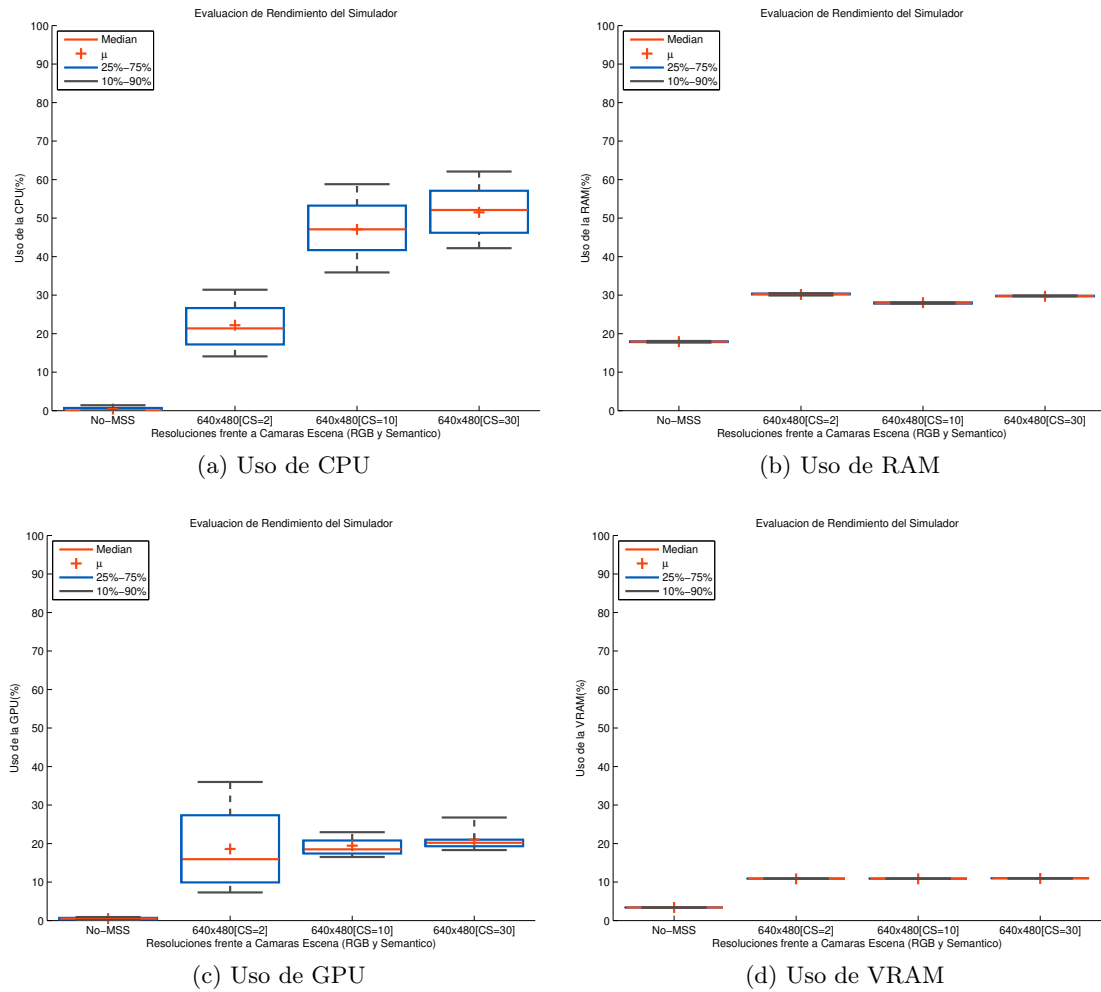 Evaluacion de Rendimiento del Simulador
100
90
80
70
60
50
40
30
20
10
0
Uso de la CPU(%)
Median
μ
25%−75%
10%−90%
No−MSS
640x480[CS=2]
640x480[CS=10]
640x480[CS=30]
Resoluciones frente a Camaras Escena (RGB y Semantico)
(a) Uso de CPU
Evaluacion de Rendimiento del Simulador
100
90
80
70
60
50
40
30
20
10
0
Uso de la RAM(%)
Median
μ
25%−75%
10%−90%
No−MSS
640x480[CS=2]
640x480[CS=10]
640x480[CS=30]
Resoluciones frente a Camaras Escena (RGB y Semantico)
(b) Uso de RAM
Evaluacion de Rendimiento del Simulador
100
90
80
70
60
50
40
30
20
10
0
Uso de la GPU(%)
Median
μ
25%−75%
10%−90%
No−MSS
640x480[CS=2]
640x480[CS=10]
640x480[CS=30]
Resoluciones frente a Camaras Escena (RGB y Semantico)
(c) Uso de GPU
Evaluacion de Rendimiento del Simulador
100
90
80
70
60
50
40
30
20
10
0
Uso de la VRAM(%)
Median
μ
25%−75%
10%−90%
No−MSS
640x480[CS=2]
640x480[CS=10]
640x480[CS=30]
Resoluciones frente a Camaras Escena (RGB y Semantico)
(d) Uso de VRAM